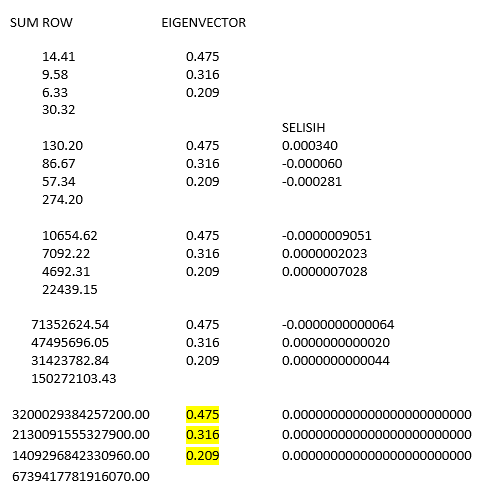 SUM ROW EIGENVECTOR
14.41 0.475
9.58 0.316
6.33 0.209
30.32
SELISIH
130.20 0.475 0.000340
86.67 0.316 -0.000060
57.34 0.209 -0.000281
274.20
10654.62 0.475 -0.0000009051
7092.22 0.316 0.0000002023
4692.31 0.209 0.0000007028
22439.15
71352624.54 0.475 -0.0000000000064
47495696.05 0.316 0.0000000000020
31423782.84 0.209 0.0000000000044
150272103.43
3200029384257200.00 0.475 0.000000000000000000000000
2130091555327900.00 0.316 0.000000000000000000000000
1409296842330960.00 0.209 0.000000000000000000000000
6739417781916070.00